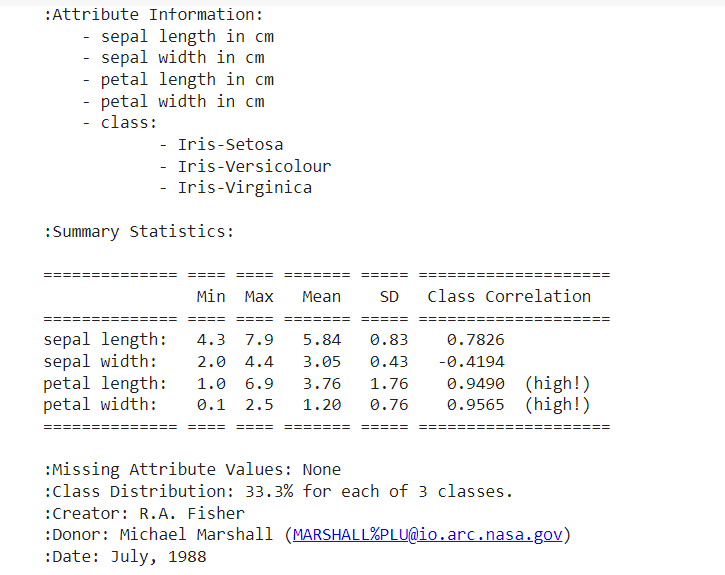 :Attribute Information:
    - sepal length in cm
    - sepal width in cm
    - petal length in cm
    - petal width in cm
    - class:
            - Iris-Setosa
            - Iris-Versicolour
            - Iris-Virginica
:Summary Statistics:
============== ==== ==== ======= ===== ====================
                Min  Max   Mean    SD   Class Correlation
============== ==== ==== ======= ===== ====================
sepal length:   4.3  7.9   5.84   0.83    0.7826
sepal width:    2.0  4.4   3.05   0.43   -0.4194
petal length:   1.0  6.9   3.76   1.76    0.9490  (high!)
petal width:    0.1  2.5   1.20   0.76    0.9565  (high!)
============== ==== ==== ======= ===== ====================
:Missing Attribute Values: None
:Class Distribution: 33.3% for each of 3 classes.
:Creator: R.A. Fisher
:Donor: Michael Marshall (MARSHALL%PLU@io.arc.nasa.gov)
:Date: July, 1988